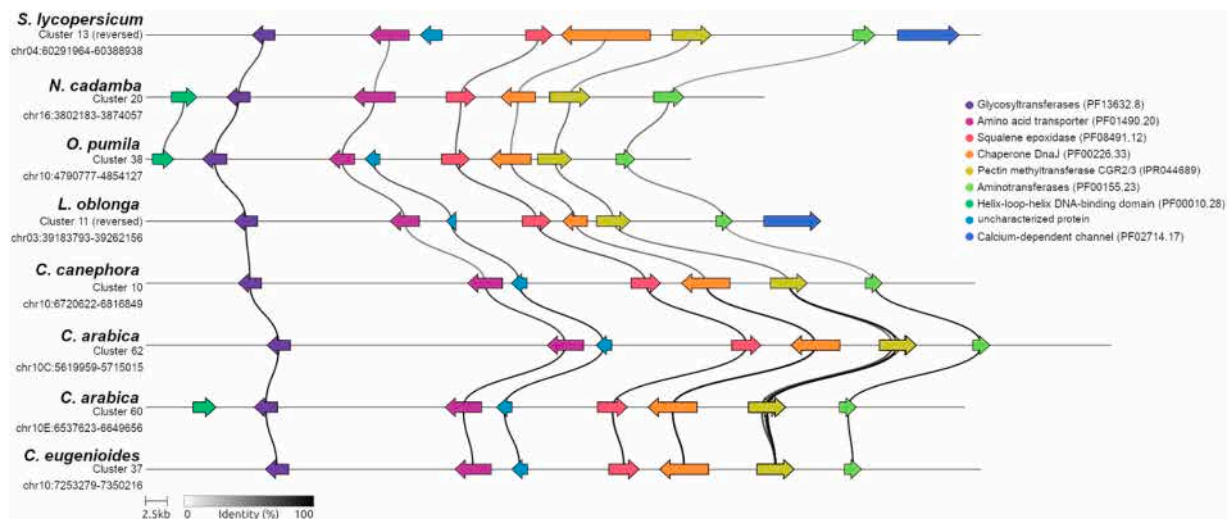 S. lycopersicum
Cluster 13 (reversed)
chr04:60291964-60388938
N. cadamba
Cluster 20
chr16:3802183-3874057
O. pumila
Cluster 38
chr10:4790777-4854127
L. oblonga
Cluster 11 (reversed)
chr03:39183793-39262156
C. canephora
Cluster 10
chr10:6720622-6816849
C. arabica
Cluster 62
chr10C:5619959-5715015
C. arabica
Cluster 60
chr10E:6537623-6649656
C. eugenioides
Cluster 37
chr10:7253279-7350216
2.5kb
0 Identity (%) 100
Glycosyltransferases (PF13632.8)
Amino acid transporter (PF01490.20)
Squalene epoxidase (PF08491.12)
Chaperone DnaJ (PF00226.33)
Pectin methyltransferase CGR2/3 (IPR044689)
Aminotransferases (PF00155.23)
Helix-loop-helix DNA-binding domain (PF00010.28)
uncharacterized protein
Calcium-dependent channel (PF02714.17)